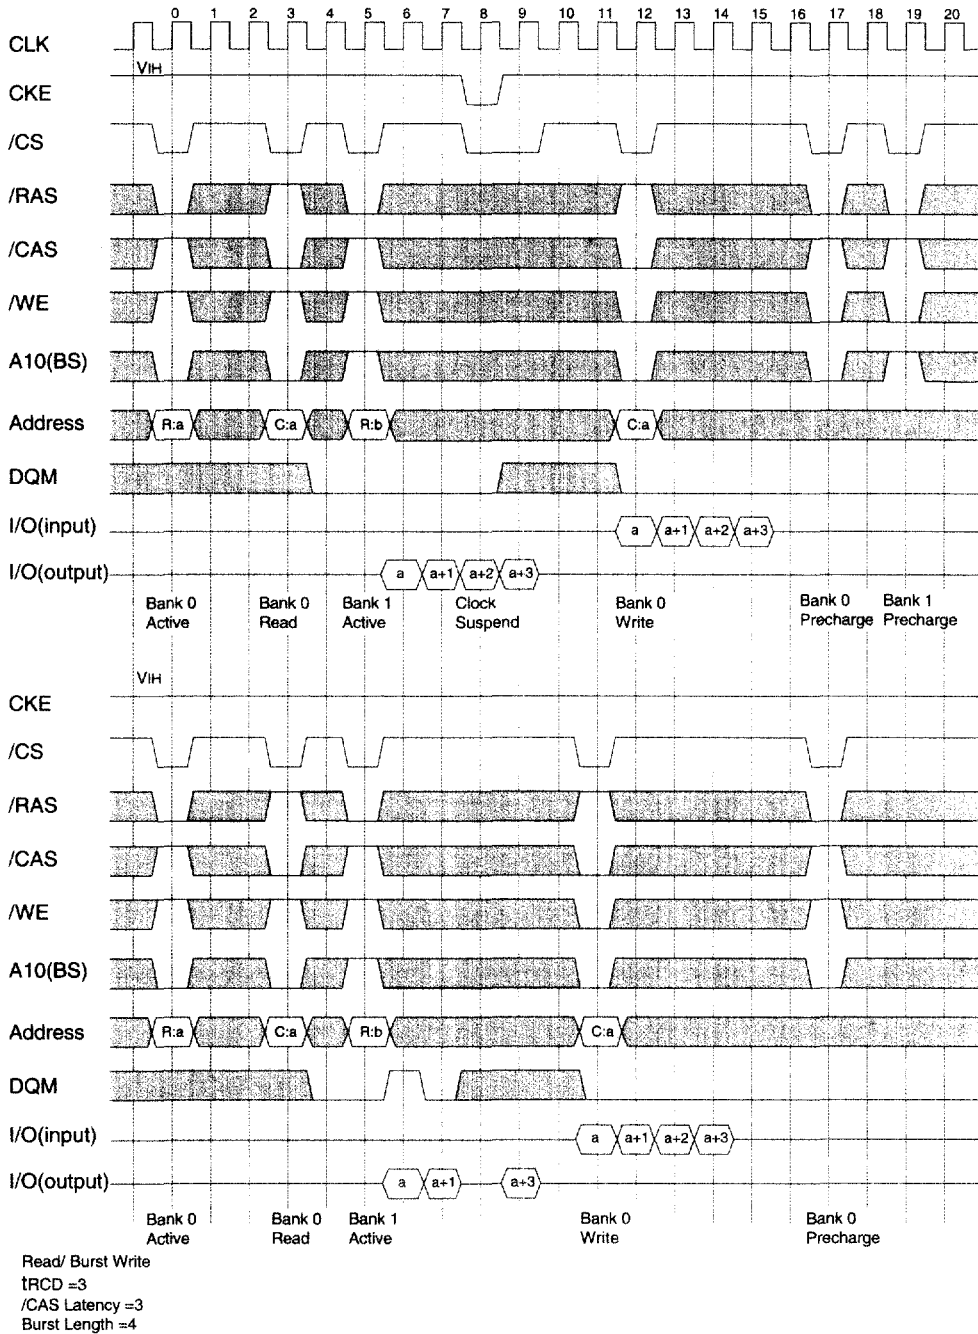 0 1 2 3 4 5 6 7 8 9 10 11 12 13 14 15 16 17 18 19 20
CLK
VIH
CKE
/CS
/RAS
/CAS
/WE
A10(BS)
Address R:a C:a R:b C:a
DQM
I/O(input) a a+1 a+2 a+3
I/O(output) a a+1 a+2 a+3
Bank 0 Bank 0 Bank 1 Clock Bank 0 Bank 0 Bank 1
Active Read Active Suspend Write Precharge Precharge
VIH
CKE
/CS
/RAS
/CAS
/WE
A10(BS)
Address R:a C:a R:b C:a
DQM
I/O(input) a a+1 a+2 a+3
I/O(output) a a+1 a+3
Bank 0 Bank 0 Bank 1 Bank 0 Bank 0
Active Read Active Write Precharge
Read/ Burst Write
tRCD =3
/CAS Latency =3
Burst Length =4